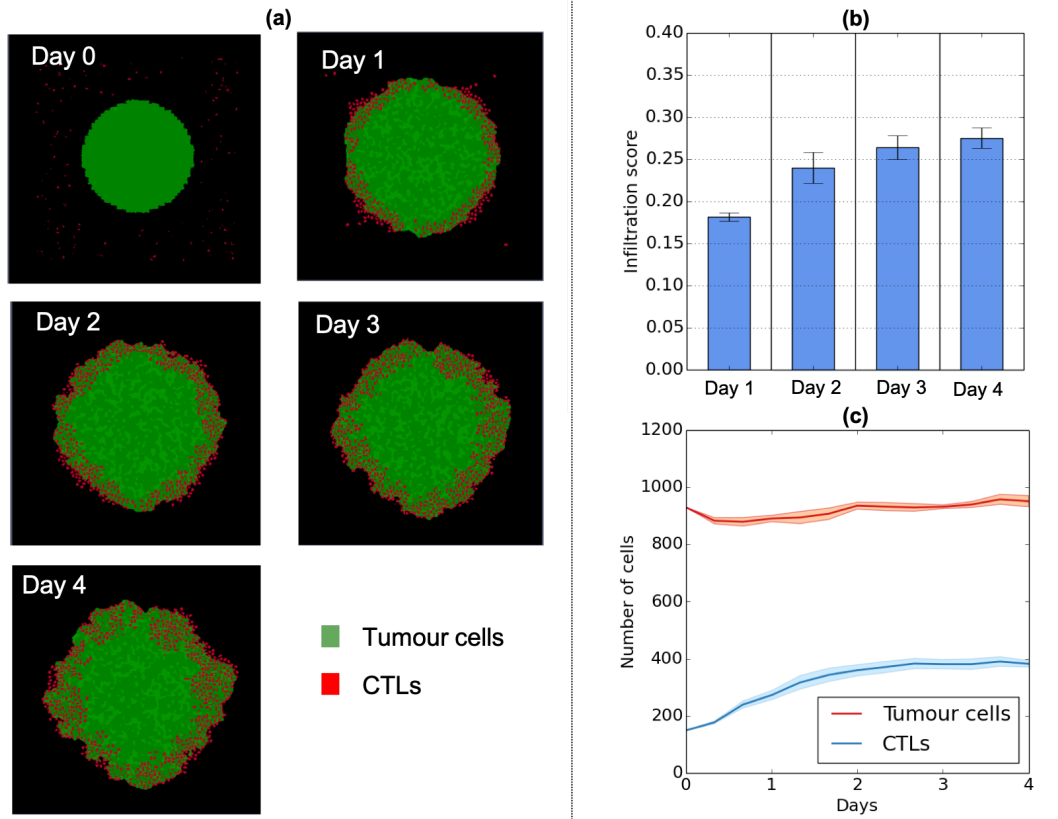 (a)
Day 0
Day 1
Day 2
Day 3
Day 4
Tumour cells
CTLs
(b)
0.40
0.35
0.30
0.25
0.20
0.15
0.10
0.05
0.00
Infiltration score
Day 1 Day 2 Day 3 Day 4
(c)
1200
1000
800
600
400
200
0
Number of cells
Tumour cells
CTLs
0 1 2 3 4
Days